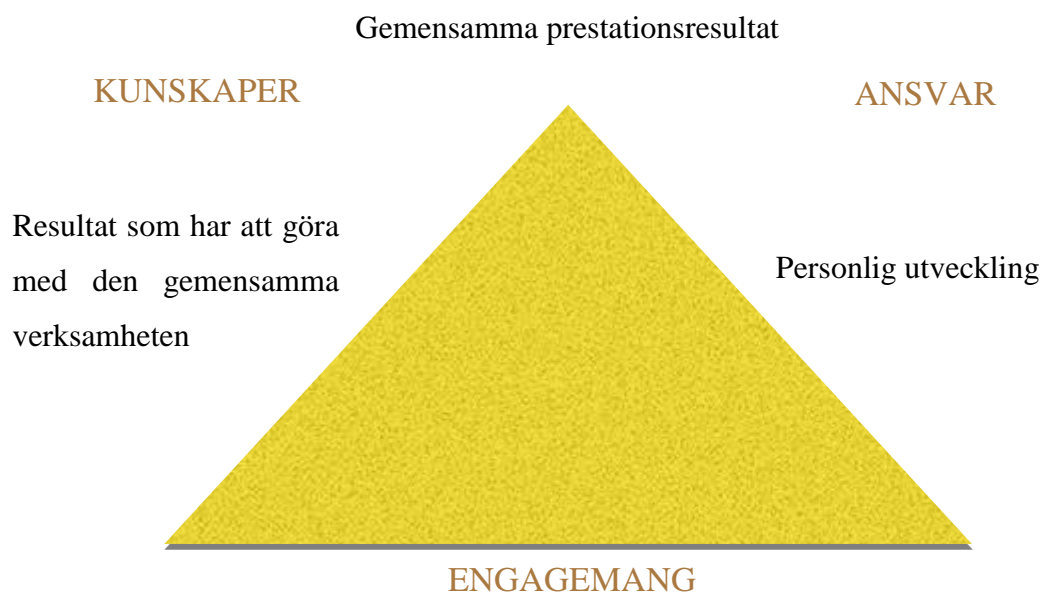 Gemensamma prestationsresultat
KUNSKAPER
ANSVAR
Resultat som har att göra
med den gemensamma
verksamheten
Personlig utveckling
ENGAGEMANG